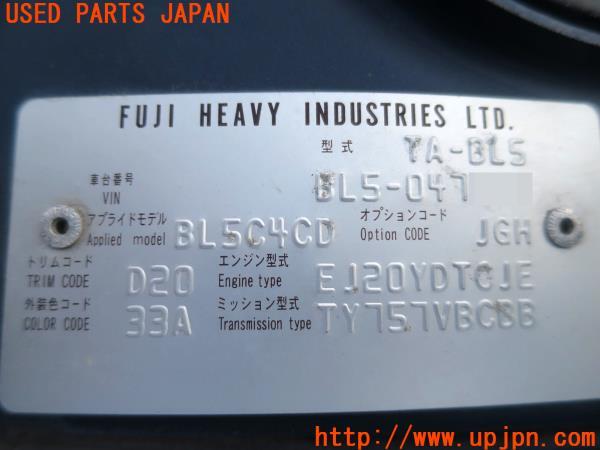 USED PARTS JAPAN
FUJI HEAVY INDUSTRIES LTD.
型式 TA-BL5
車台番号 VIN BL5-047
アプライドモデル Applied model BL5C4CD オプションコード Option CODE JGH
トリムコード TRIM CODE D20 エンジン型式 Engine type EJ20YDTCJE
外装色コード COLOR CODE 33A ミッション型式 Transmission type TY757VBCBB
UPJ http://www.upjpn.com